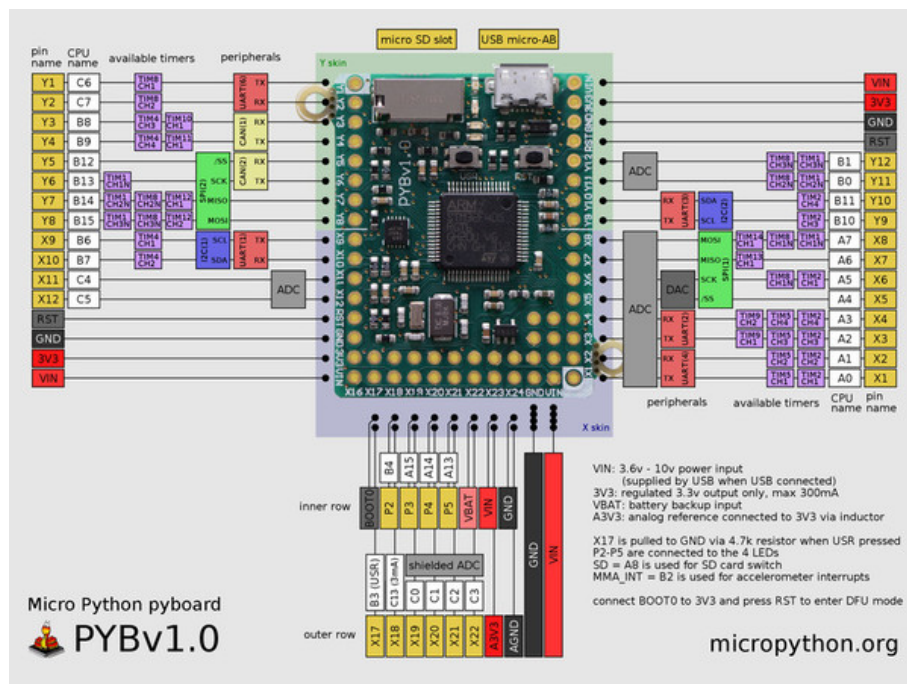 micro SD slot
USB micro-AB
pin name
CPU name
available timers
peripherals
Y skin
Y1 C6 TIM8 CH1 UART(6) TX
Y2 C7 TIM8 CH2 RX
Y3 B8 TIM4 CH3 TIM10 CH1 CAN(1) RX
Y4 B9 TIM4 CH4 TIM11 CH1 TX
Y5 B12 /SS CAN(2) RX
Y6 B13 TIM1 CH1N SPI(2) SCK TX
Y7 B14 TIM1 CH2N TIM8 CH2N TIM12 CH1 MISO
Y8 B15 TIM1 CH3N TIM8 CH3N TIM12 CH2 MOSI
X9 B6 TIM4 CH1 I2C(1) SCL UART(1) TX
X10 B7 TIM4 CH2 SDA RX
X11 C4 ADC
X12 C5
RST
GND
3V3
VIN
PYBv1.0
ARM
X16 X17 X18 X19 X20 X21 X22 X23 X24 GND VIN
X skin
VIN
3V3
GND
RST
ADC TIM8 CH3N TIM1 CH3N B1 Y12
TIM8 CH2N TIM1 CH2N B0 Y11
RX UART(3) SDA I2C(2) TIM2 CH4 B11 Y10
TX SCL TIM2 CH3 B10 Y9
ADC MOSI SPI(1) TIM14 CH1 TIM8 CH1N TIM3 CH2 A7 X8
MISO TIM13 CH1 A6 X7
DAC SCK TIM8 CH1N TIM2 CH1 A5 X6
/SS A4 X5
RX UART(2) TIM9 CH2 TIM5 CH4 TIM2 CH4 A3 X4
TX TIM9 CH1 TIM5 CH3 TIM2 CH3 A2 X3
RX UART(4) TIM5 CH2 TIM2 CH2 A1 X2
TX TIM5 CH1 TIM2 CH1 A0 X1
peripherals
available timers
CPU name
pin name
B4 A15 A14 A13
inner row BOOT0 P2 P3 P4 P5 VBAT VIN GND
GND VIN
shielded ADC
B3 (USR) C13 (3mA) C0 C1 C2 C3
outer row X17 X18 X19 X20 X21 X22 A3V3 AGND
VIN: 3.6v - 10v power input
(supplied by USB when USB connected)
3V3: regulated 3.3v output only, max 300mA
VBAT: battery backup input
A3V3: analog reference connected to 3V3 via inductor
X17 is pulled to GND via 4.7k resistor when USR pressed
P2-P5 are connected to the 4 LEDs
SD = A8 is used for SD card switch
MMA_INT = B2 is used for accelerometer interrupts
connect BOOT0 to 3V3 and press RST to enter DFU mode
Micro Python pyboard
PYBv1.0
micropython.org